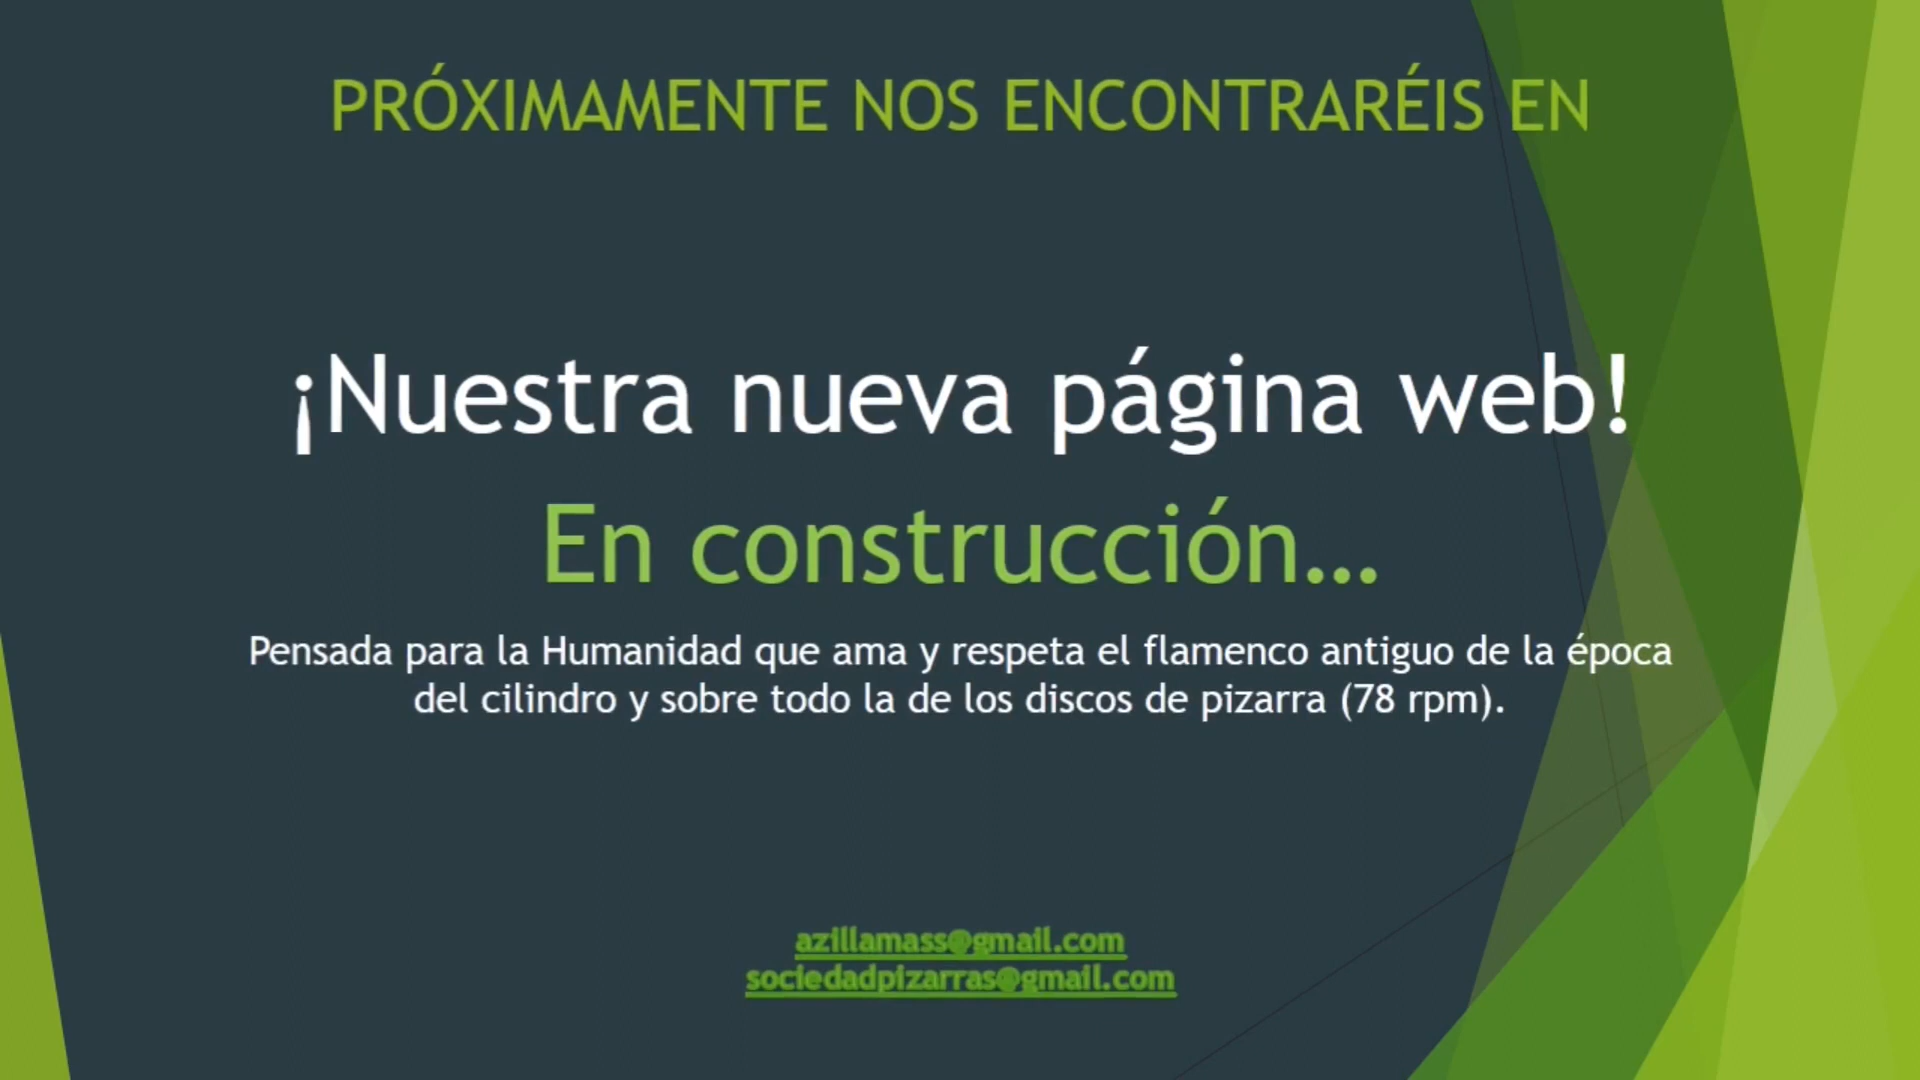 PRÓXIMAMENTE NOS ENCONTRARÉIS EN
¡Nuestra nueva página web!
En construcción...
Pensada para la Humanidad que ama y respeta el flamenco antiguo de la época
del cilindro y sobre todo la de los discos de pizarra (78 rpm).
azillamass@gmail.com
sociedadpizarras@gmail.com